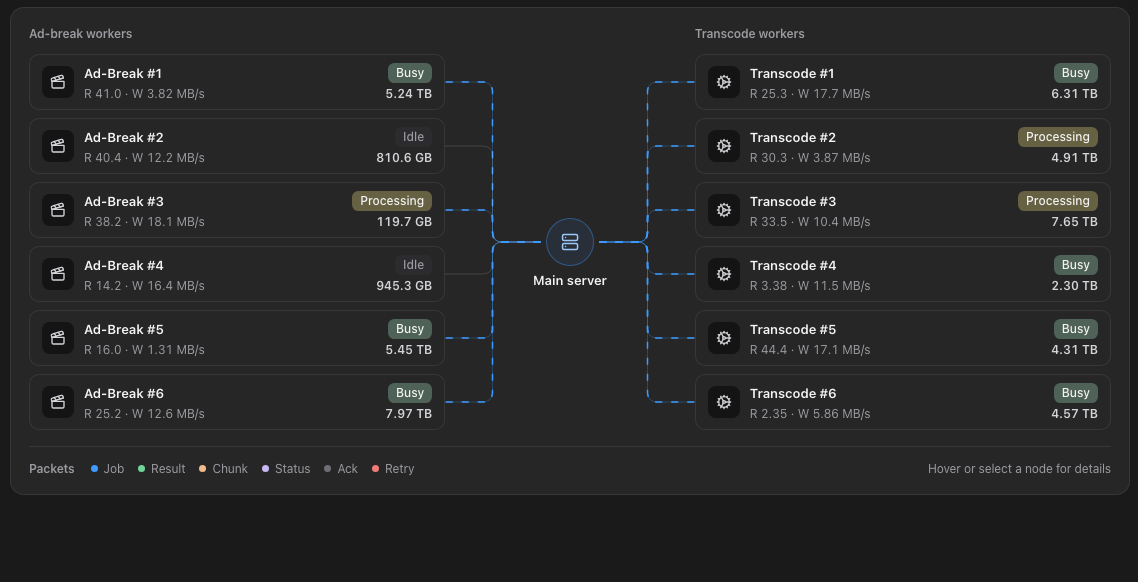 Ad-break workers
Ad-Break #1
Busy
R 41.0 · W 3.82 MB/s
5.24 TB
Ad-Break #2
Idle
R 40.4 · W 12.2 MB/s
810.6 GB
Ad-Break #3
Processing
R 38.2 · W 18.1 MB/s
119.7 GB
Ad-Break #4
Idle
R 14.2 · W 16.4 MB/s
945.3 GB
Ad-Break #5
Busy
R 16.0 · W 1.31 MB/s
5.45 TB
Ad-Break #6
Busy
R 25.2 · W 12.6 MB/s
7.97 TB
Main server
Transcode workers
Transcode #1
Busy
R 25.3 · W 17.7 MB/s
6.31 TB
Transcode #2
Processing
R 30.3 · W 3.87 MB/s
4.91 TB
Transcode #3
Processing
R 33.5 · W 10.4 MB/s
7.65 TB
Transcode #4
Busy
R 3.38 · W 11.5 MB/s
2.30 TB
Transcode #5
Busy
R 44.4 · W 17.1 MB/s
4.31 TB
Transcode #6
Busy
R 2.35 · W 5.86 MB/s
4.57 TB
Packets Job Result Chunk Status Ack Retry
Hover or select a node for details